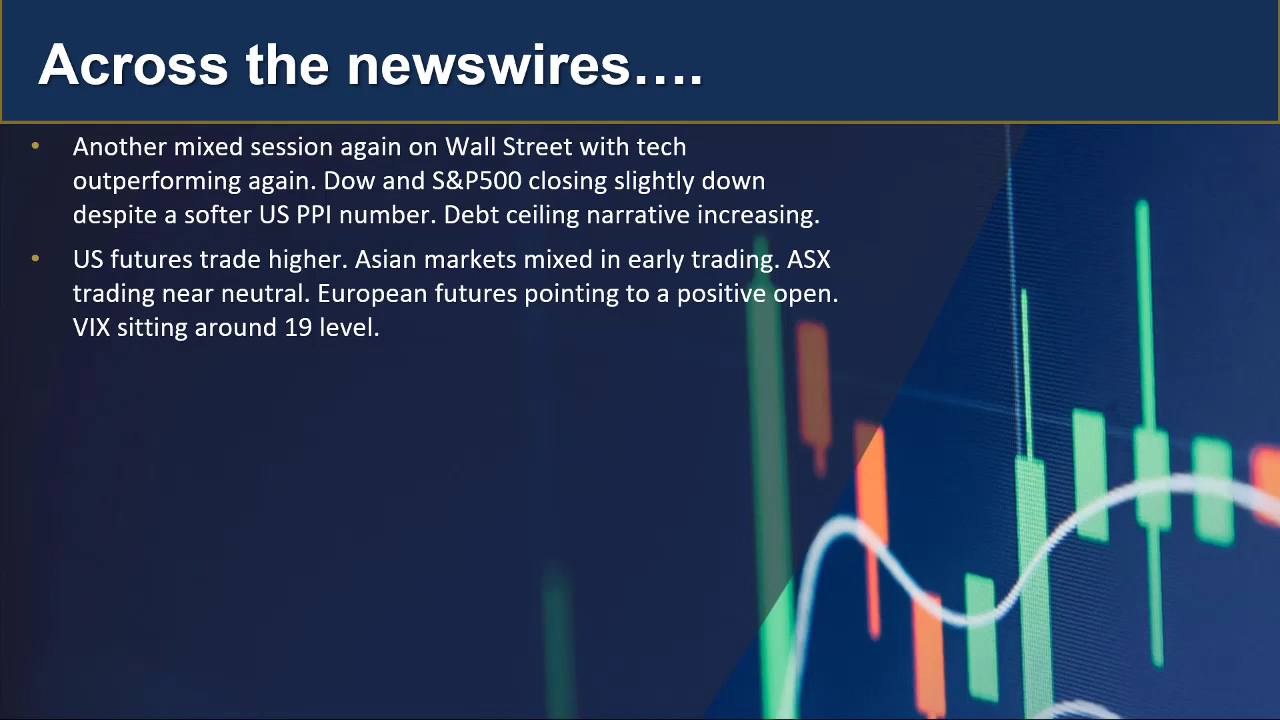 Across the newswires….
• Another mixed session again on Wall Street with tech
outperforming again. Dow and S&P500 closing slightly down
despite a softer US PPI number. Debt ceiling narrative increasing.
• US futures trade higher. Asian markets mixed in early trading. ASX
trading near neutral. European futures pointing to a positive open.
VIX sitting around 19 level.